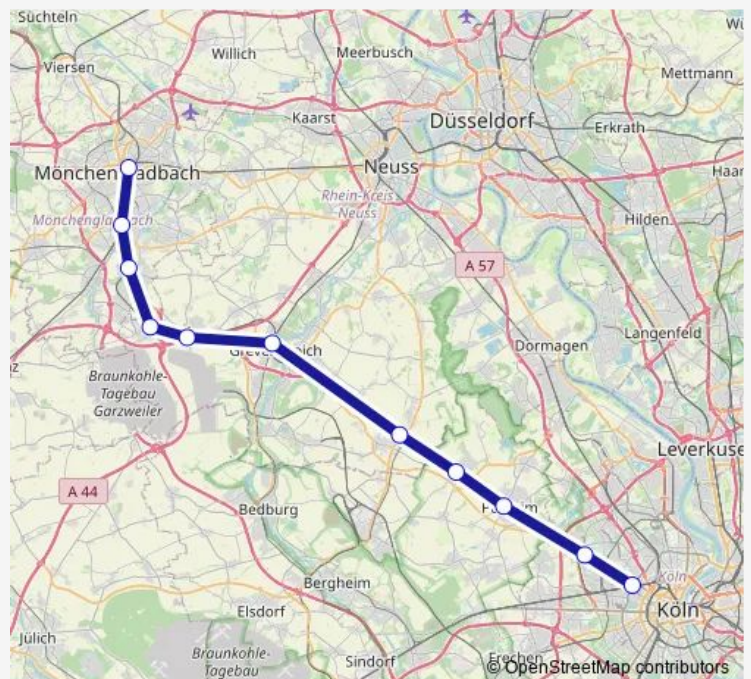 Süchteln
Willich
Meerbusch
Viersen
Mettmann
Kaarst
Düsseldorf
Erkrath
Neuss
Mönchen adbach
Rhein-Kreis
Neuss
Hilden
A 57
Langenfeld
Dormagen
Braunkohle-
Tagebau
Garzweiler
Leverkuse
A 44
Bedburg
Köln
Bergheim
Köln
Elsdorf
Jülich
Braunkohle-
Tagebau
Sindorf
Frechen
© OpenStreetMap contributors